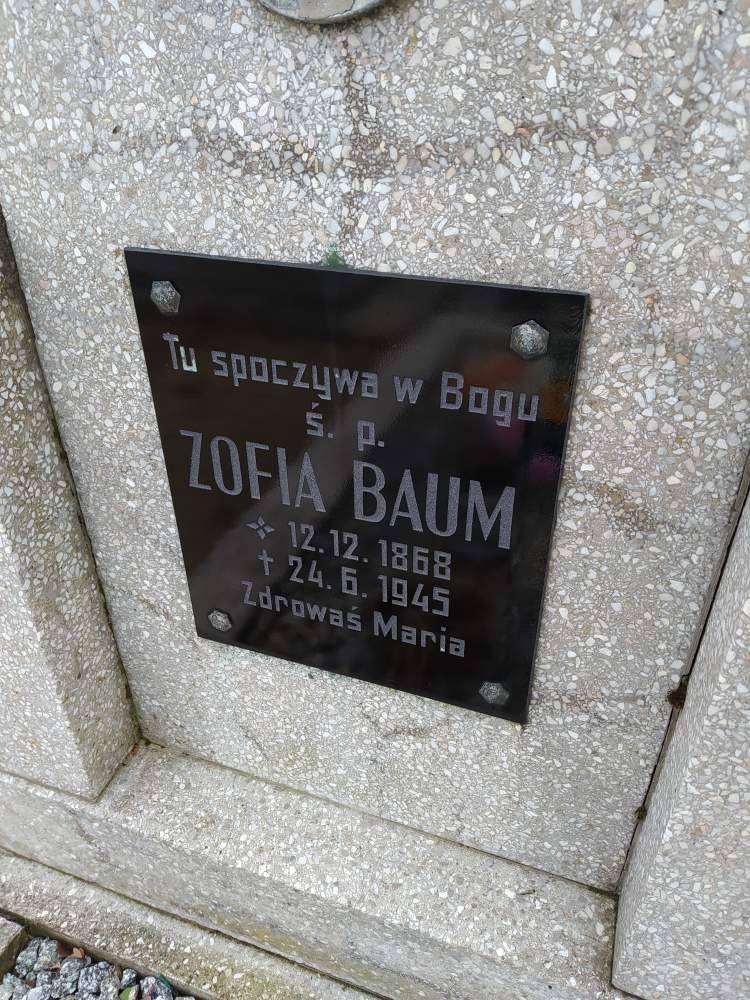 Tu spoczywa w Bogu
ś. p.
ZOFIA BAUM
12.12.1868
✝ 24.6.1945
Zdrowaś Maria